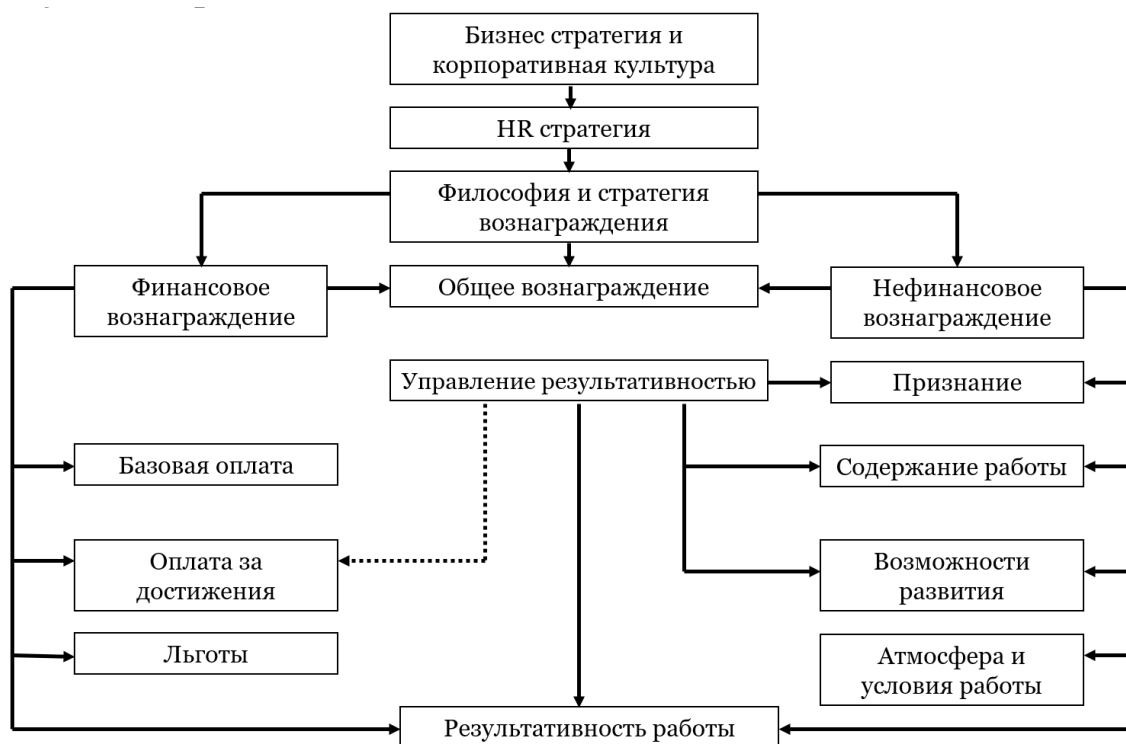 Бизнес стратегия и
корпоративная культура
HR стратегия
Философия и стратегия
вознаграждения
Финансовое
вознаграждение
Общее вознаграждение
Нефинансовое
вознаграждение
Управление результативностью
Признание
Базовая оплата
Содержание работы
Оплата за
достижения
Возможности
развития
Льготы
Атмосфера и
условия работы
Результативность работы